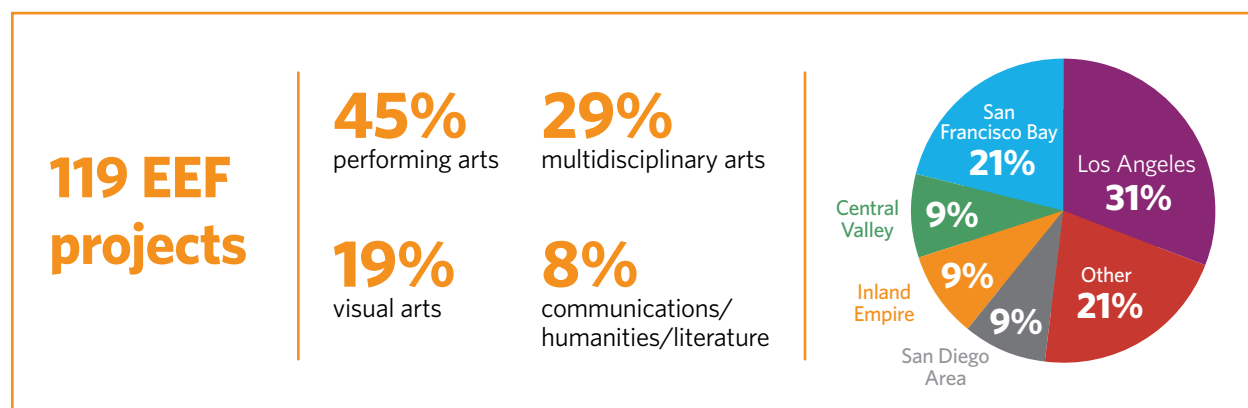 119 EEF
projects
45%
performing arts
29%
multidisciplinary arts
19%
visual arts
8%
communications/
humanities/literature
San
Francisco Bay
21%
Los Angeles
31%
Central
Valley
9%
Inland
Empire
9%
San Diego
Area
9%
Other
21%